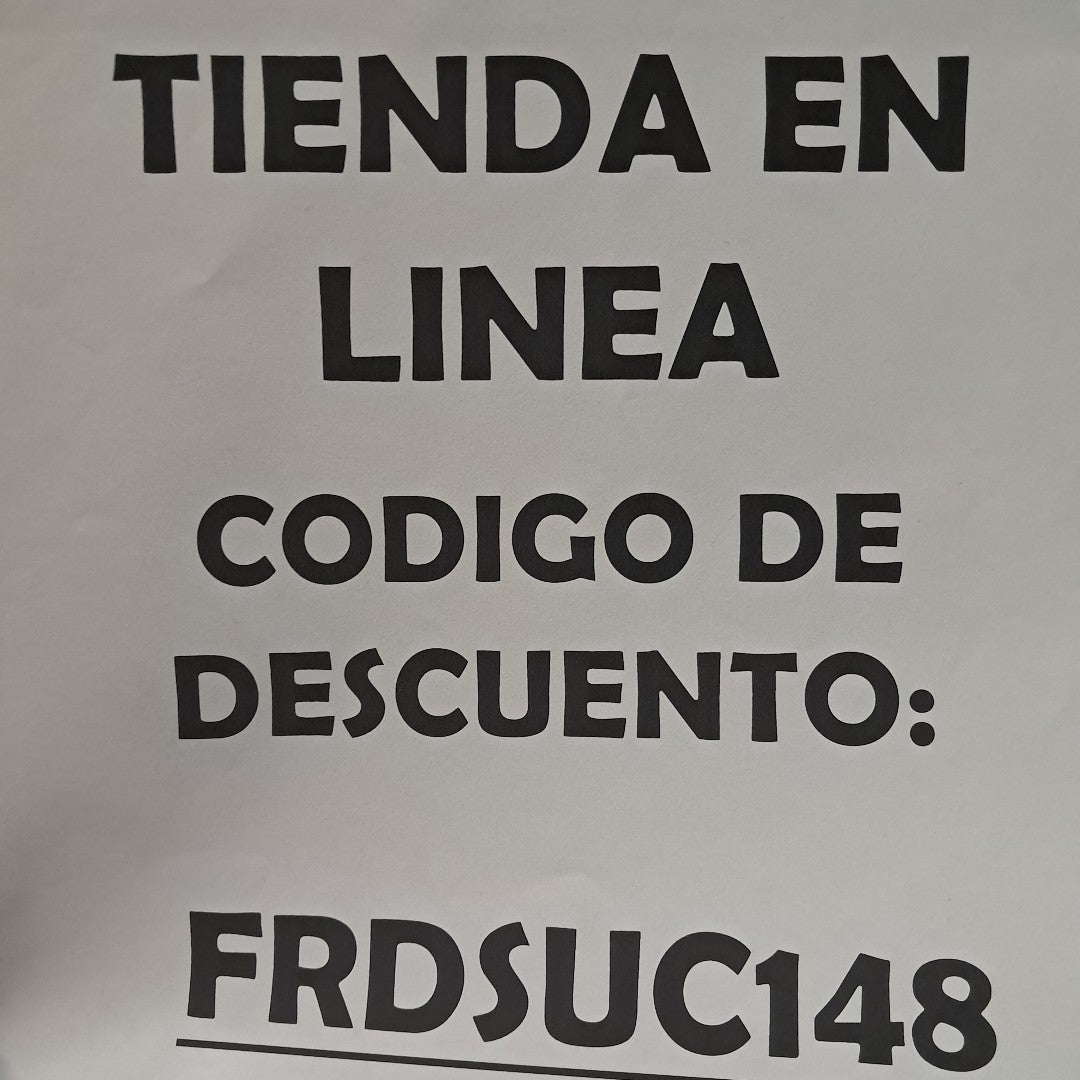 TIENDA EN
LINEA
CODIGO DE
DESCUENTO:
FRDSUC148